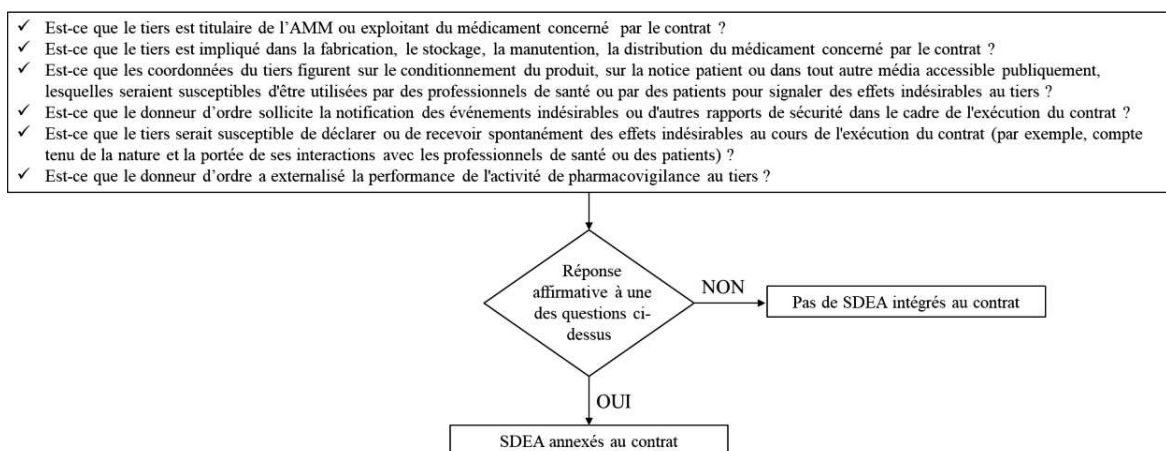 ✓ Est-ce que le tiers est titulaire de l'AMM ou exploitant du médicament concerné par le contrat ?
✓ Est-ce que le tiers est impliqué dans la fabrication, le stockage, la manutention, la distribution du médicament concerné par le contrat ?
✓ Est-ce que les coordonnées du tiers figurent sur le conditionnement du produit, sur la notice patient ou dans tout autre média accessible publiquement,
lesquelles seraient susceptibles d'être utilisées par des professionnels de santé ou par des patients pour signaler des effets indésirables au tiers ?
✓ Est-ce que le donneur d'ordre sollicite la notification des événements indésirables ou d'autres rapports de sécurité dans le cadre de l'exécution du contrat ?
✓ Est-ce que le tiers serait susceptible de déclarer ou de recevoir spontanément des effets indésirables au cours de l'exécution du contrat (par exemple, compte
tenu de la nature et la portée de ses interactions avec les professionnels de santé ou des patients) ?
✓ Est-ce que le donneur d'ordre a externalisé la performance de l'activité de pharmacovigilance au tiers ?
Réponse
affirmative à une
des questions ci-
dessus
NON
Pas de SDEA intégrés au contrat
OUI
SDEA annexés au contrat